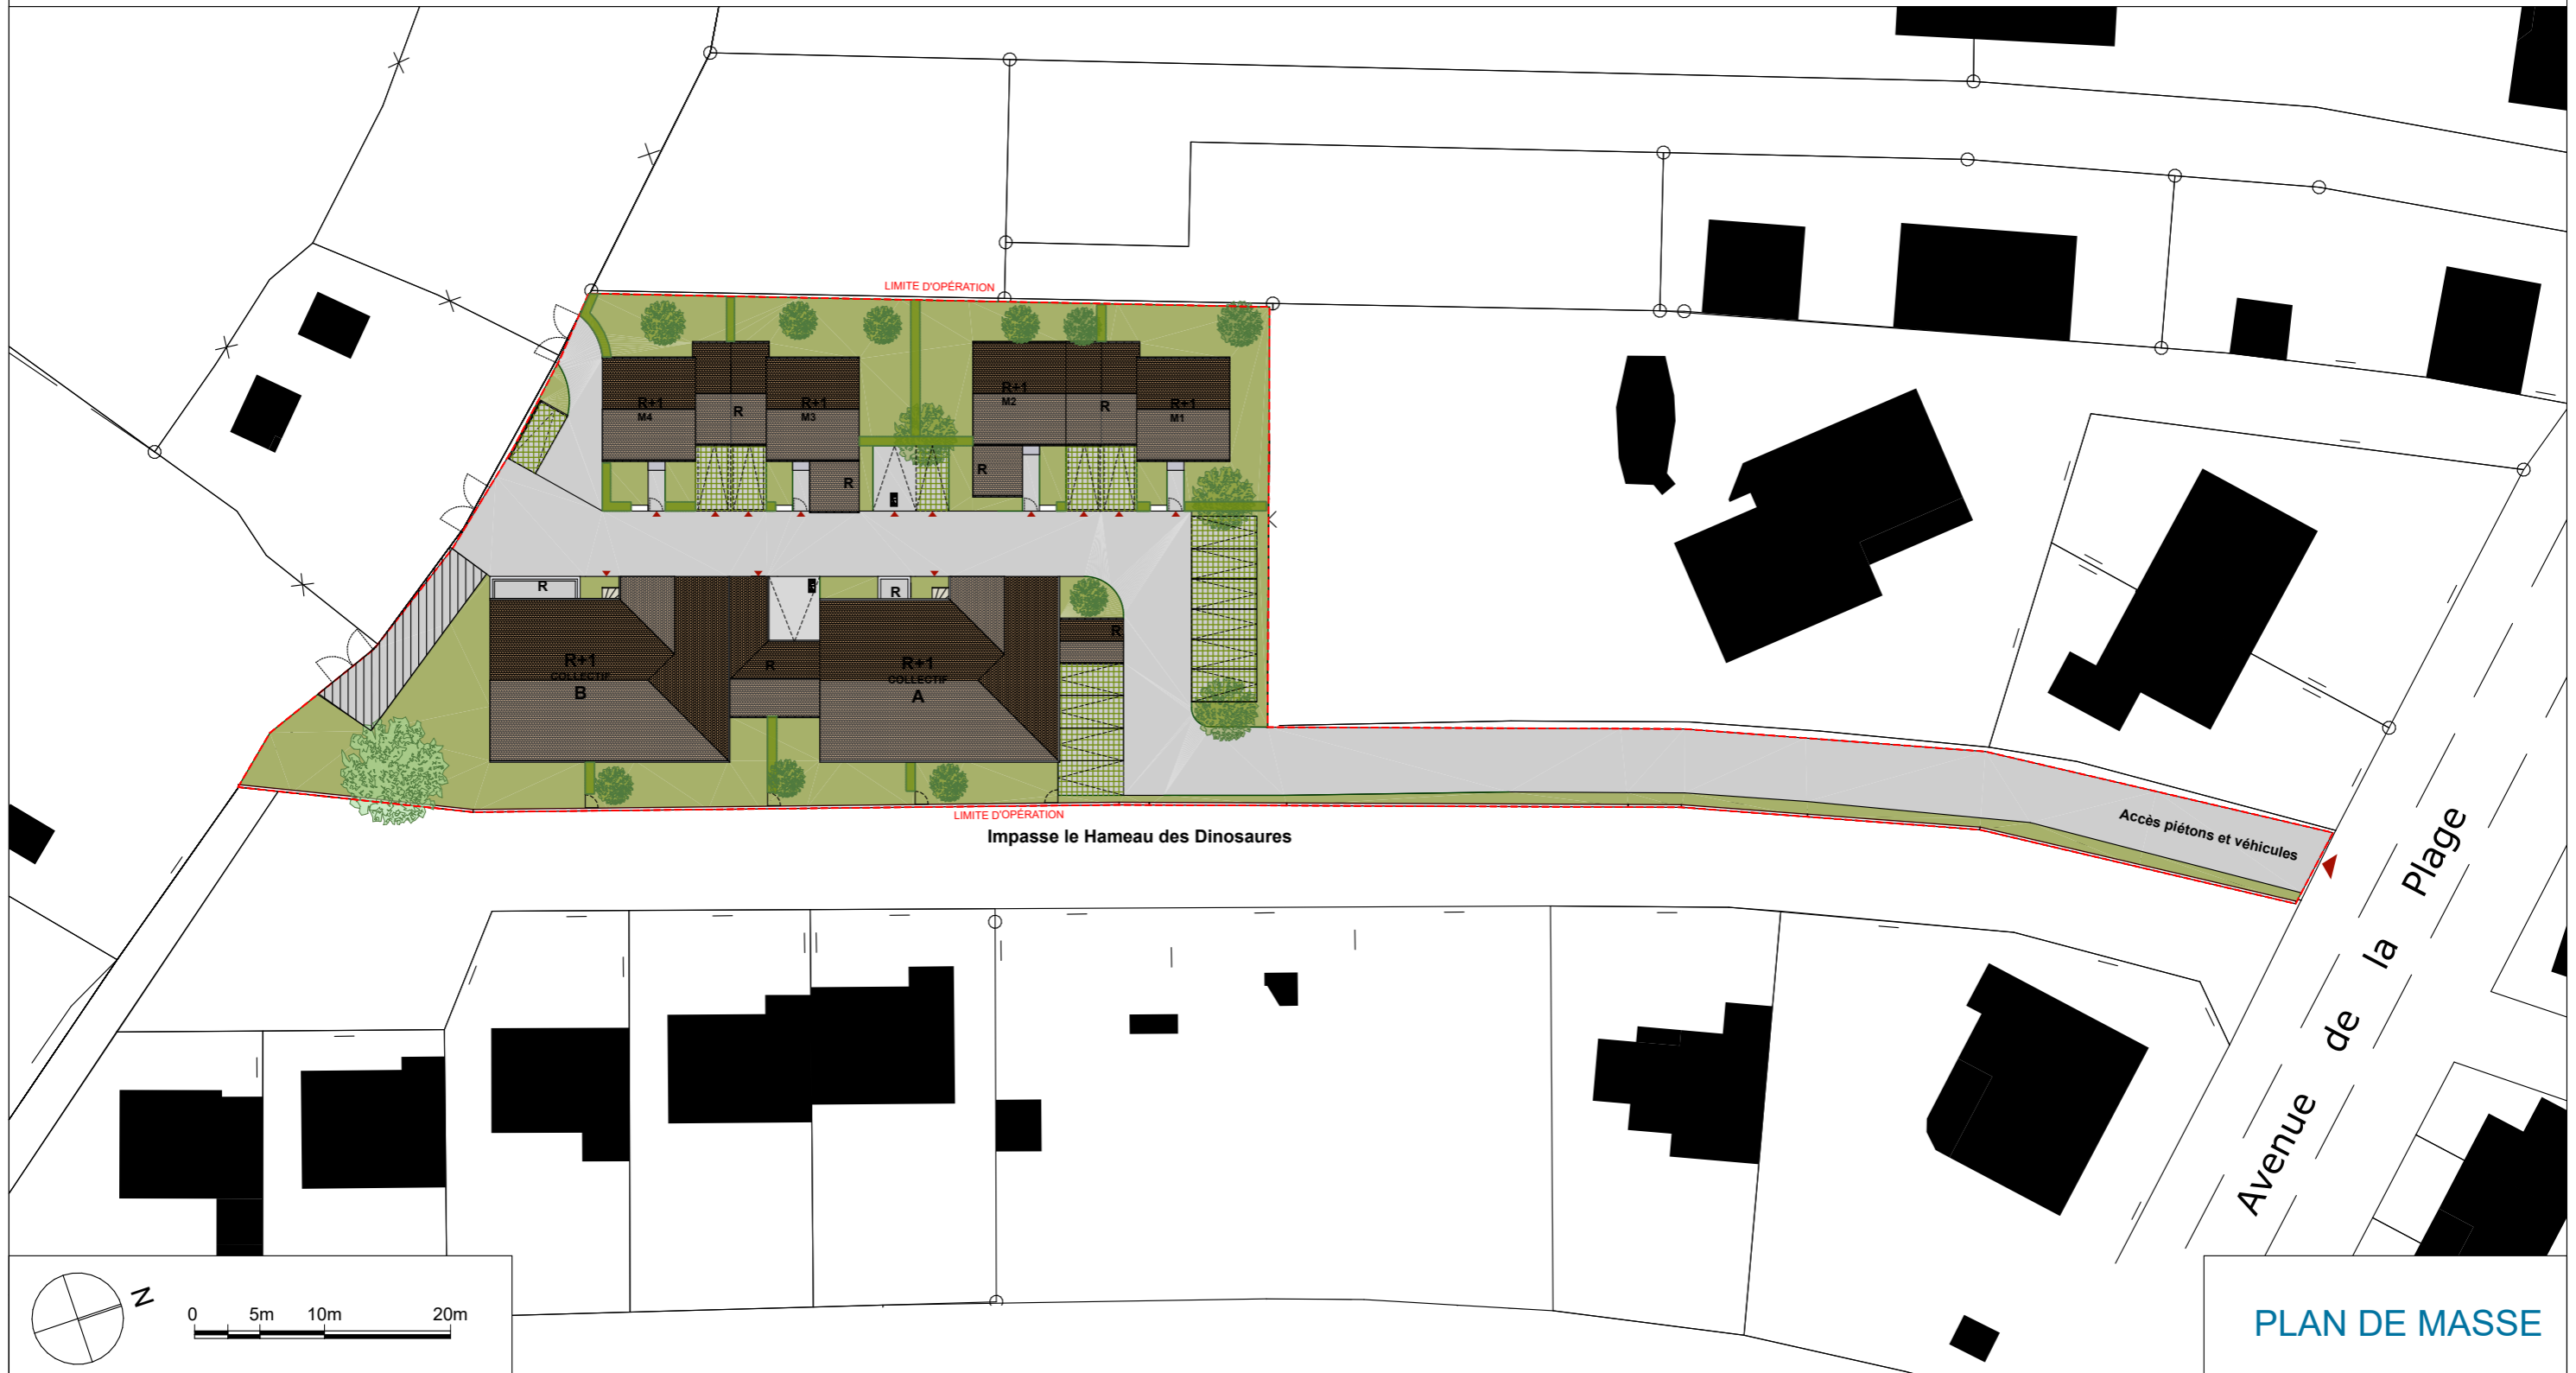 LIMITE D'OPÉRATION
R+1
M4
R
R+1
M3
R
R+1
M2
R
R
R+1
M1
R
R
R+1
COLLECTIF
B
R
R+1
COLLECTIF
A
R
LIMITE D'OPÉRATION
Impasse le Hameau des Dinosaures
Accès piétons et véhicules
Avenue de la Plage
N
0 5m 10m 20m
PLAN DE MASSE